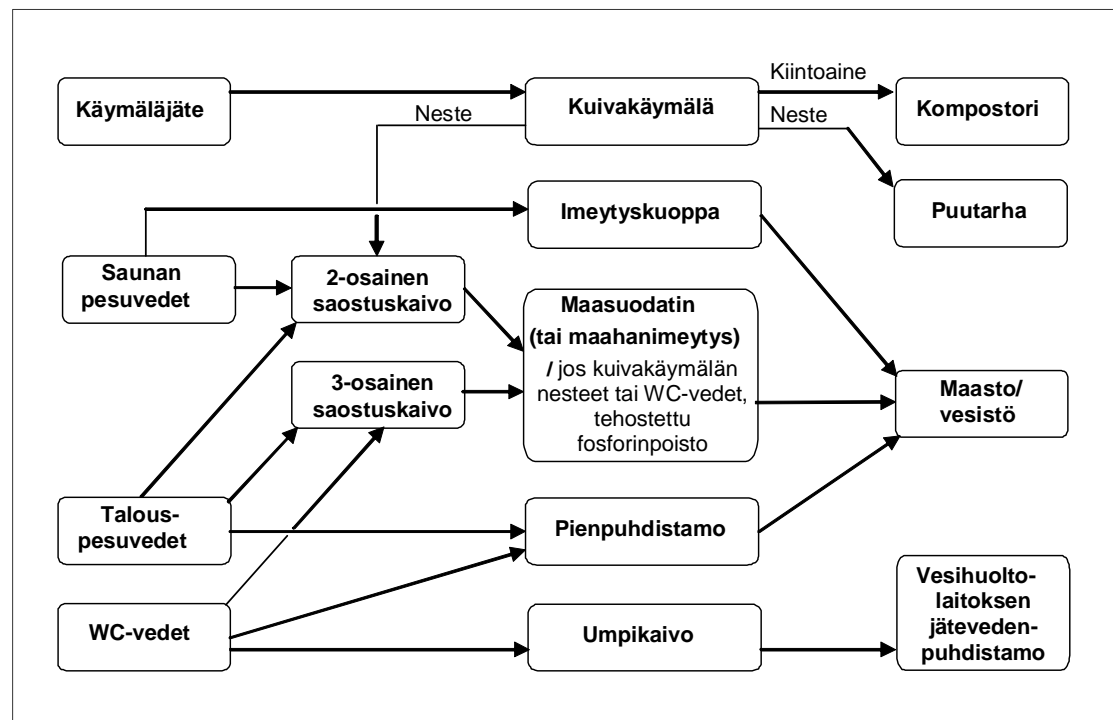 Käymäläjäte
Neste
Kuivakäymälä
Kiintoaine
Neste
Kompostori
Imeytyskuoppa
Puutarha
Saunan
pesuvedet
2-osainen
saostuskaivo
Maasuodatin
(tai maahanimeytys)
/ jos kuivakäymälän
nesteet tai WC-vedet,
tehostettu
fosforinpoisto
3-osainen
saostuskaivo
Maasto/
vesistö
Talous-
pesuvedet
Pienpuhdistamo
WC-vedet
Umpikaivo
Vesihuolto-
laitoksen
jäteveden-
puhdistamo